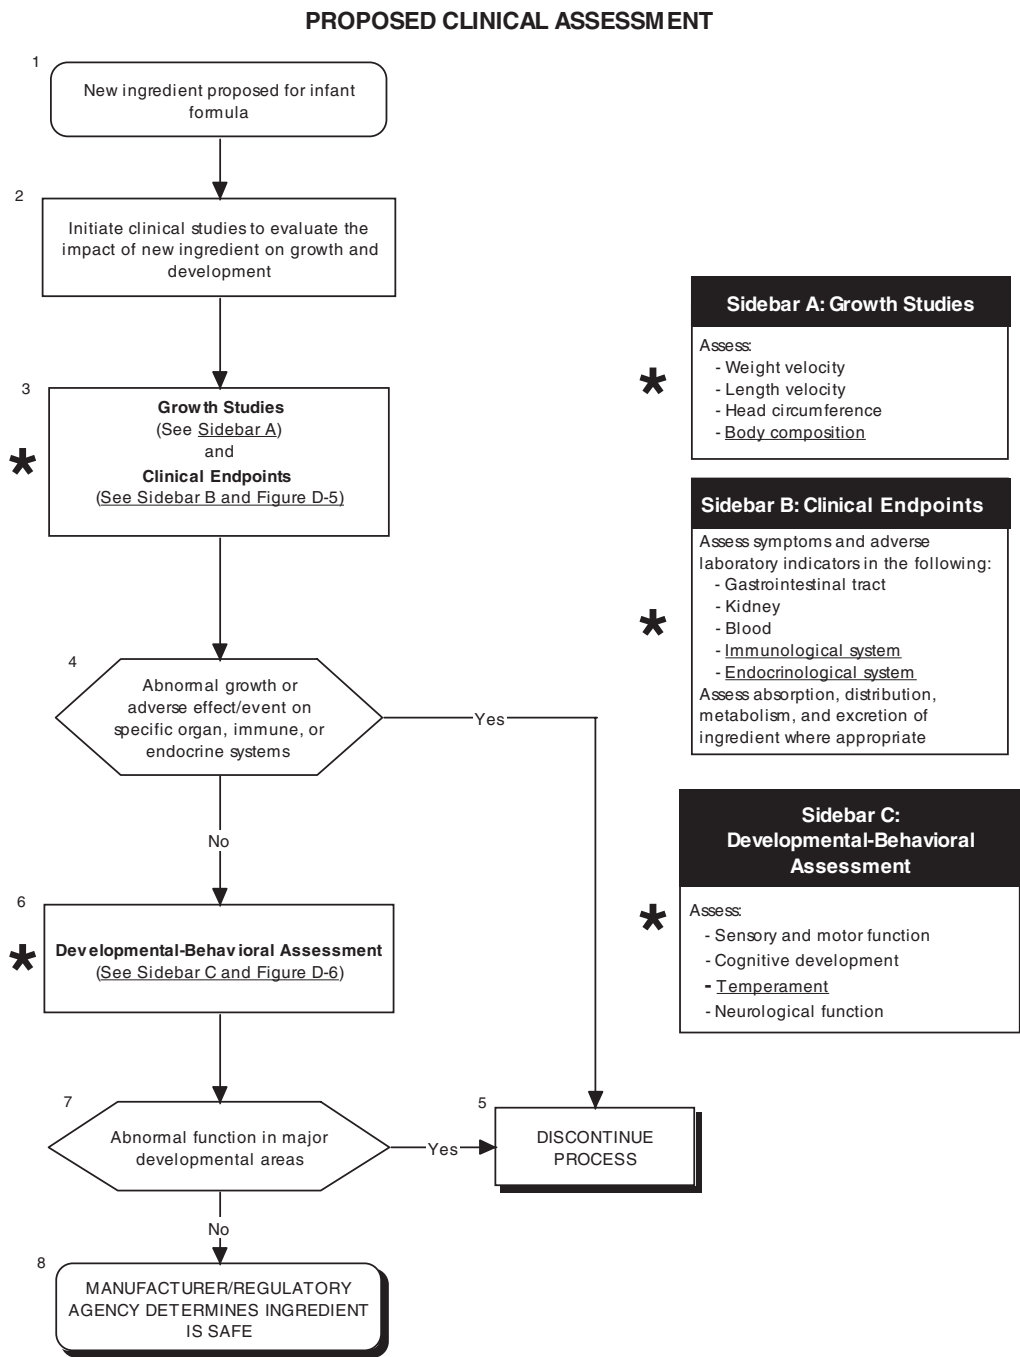 PROPOSED CLINICAL ASSESSMENT
1
New ingredient proposed for infant
formula
2
Initiate clinical studies to evaluate the
impact of new ingredient on growth and
development
3
*
Growth Studies
(See Sidebar A)
and
Clinical Endpoints
(See Sidebar B and Figure D-5)
4
Abnormal growth or
adverse effect/event on
specific organ, immune, or
endocrine systems
Yes
No
6
*
Developmental-Behavioral Assessment
(See Sidebar C and Figure D-6)
7
Abnormal function in major
developmental areas
Yes
5
DISCONTINUE
PROCESS
No
8
MANUFACTURER/REGULATORY
AGENCY DETERMINES INGREDIENT
IS SAFE
Sidebar A: Growth Studies
*
Assess:
- Weight velocity
- Length velocity
- Head circumference
- Body composition
Sidebar B: Clinical Endpoints
*
Assess symptoms and adverse
laboratory indicators in the following:
- Gastrointestinal tract
- Kidney
- Blood
- Immunological system
- Endocrinological system
Assess absorption, distribution,
metabolism, and excretion of
ingredient where appropriate
Sidebar C:
Developmental-Behavioral
Assessment
*
Assess:
- Sensory and motor function
- Cognitive development
- Temperament
- Neurological function